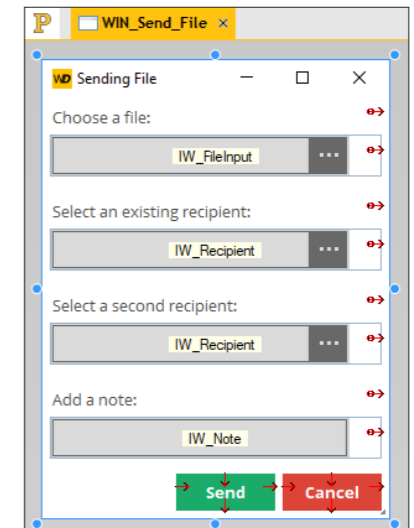 P WIN_Send_File ×
WD Sending File
Choose a file:
IW_FileInput ...
Select an existing recipient:
IW_Recipient ...
Select a second recipient:
IW_Recipient ...
Add a note:
IW_Note
Send Cancel